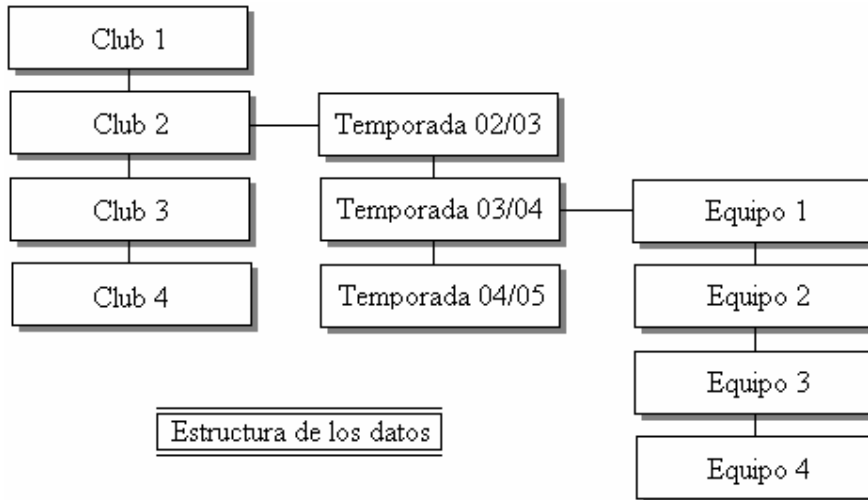 Club 1
Club 2
Club 3
Club 4
Temporada 02/03
Temporada 03/04
Temporada 04/05
Equipo 1
Equipo 2
Equipo 3
Equipo 4
Estructura de los datos